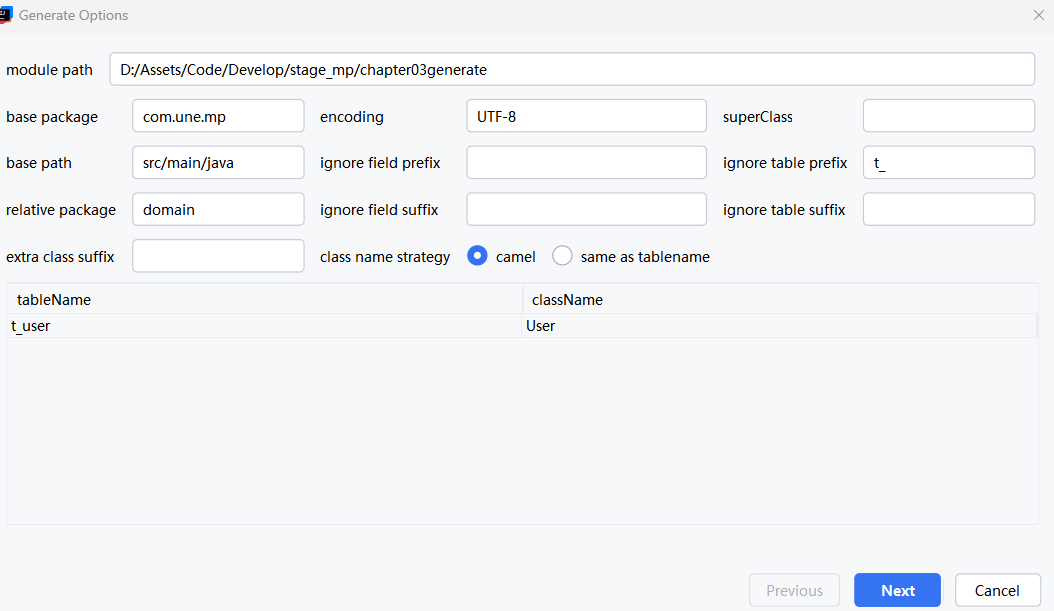 Generate Options
module path D:/Assets/Code/Develop/stage_mp/chapter03generate
base package com.une.mp encoding UTF-8 superClass
base path src/main/java ignore field prefix ignore table prefix t_
relative package domain ignore field suffix ignore table suffix
extra class suffix class name strategy camel same as tablename
tableName className
t_user User
Previous Next Cancel